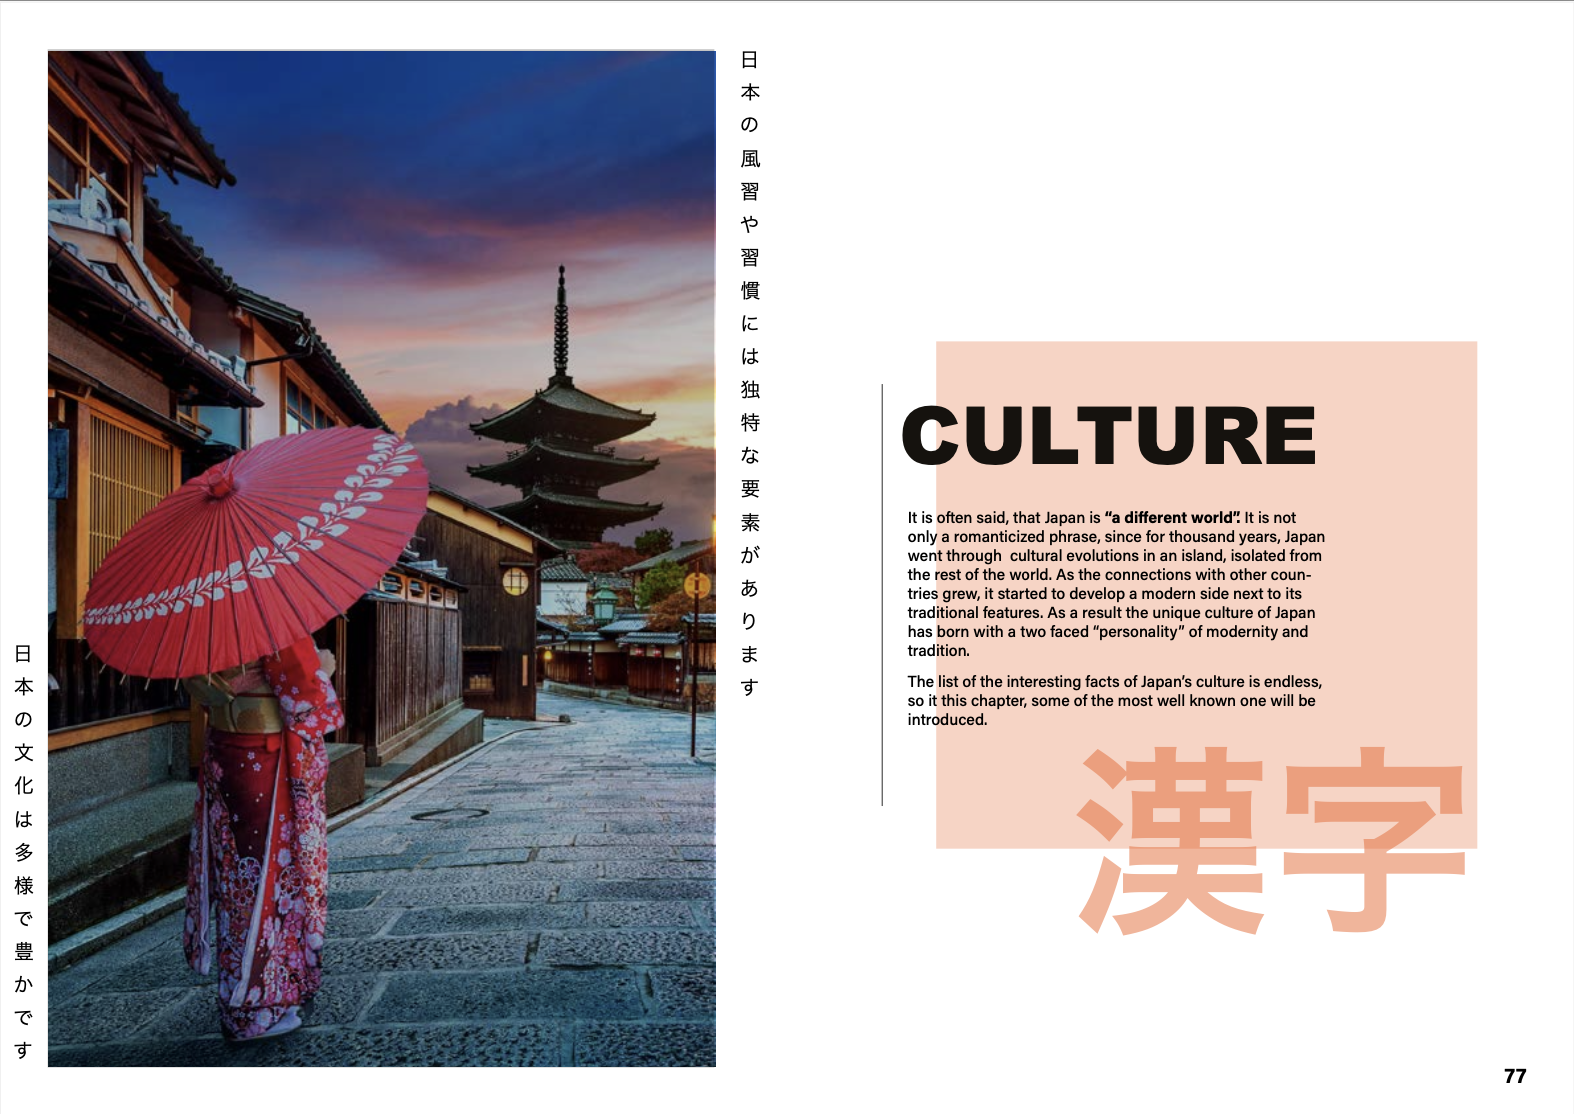 日本の文化は多様で豊かです
日本の風習や習慣には独特な要素があります
CULTURE
It is often said, that Japan is “a different world”. It is not
only a romanticized phrase, since for thousand years, Japan
went through  cultural evolutions in an island, isolated from
the rest of the world. As the connections with other coun-
tries grew, it started to develop a modern side next to its
traditional features. As a result the unique culture of Japan
has born with a two faced “personality” of modernity and
tradition.
The list of the interesting facts of Japan’s culture is endless,
so it this chapter, some of the most well known one will be
introduced.
漢字
77